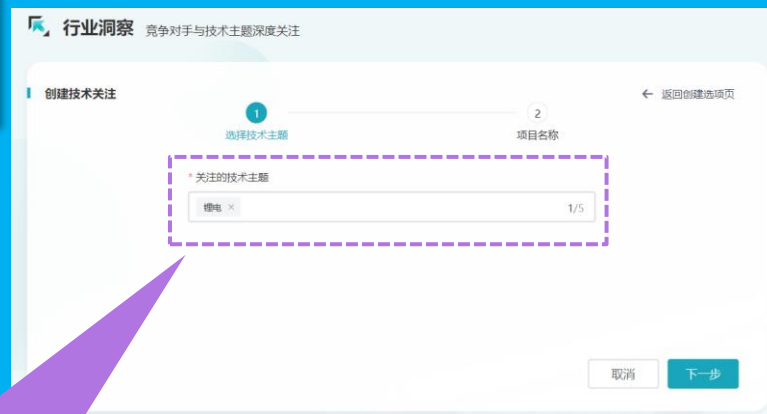 行业洞察 竞争对手与技术主题深度关注
创建技术关注
← 返回创建选项页
1
2
选择技术主题
项目名称
* 关注的技术主题
锂电 ×
1/5
取消
下一步